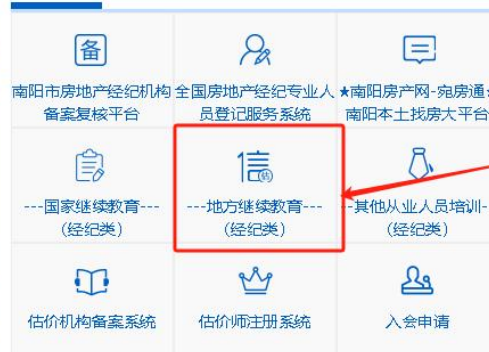 备
南阳市房地产经纪机构
备案复核平台
全国房地产经纪专业人
员登记服务系统
★南阳房产网-宛房通
南阳本土找房大平台
---国家继续教育---
(经纪类)
信
---地方继续教育---
(经纪类)
--其他从业人员培训-
(经纪类)
估价机构备案系统
估价师注册系统
入会申请